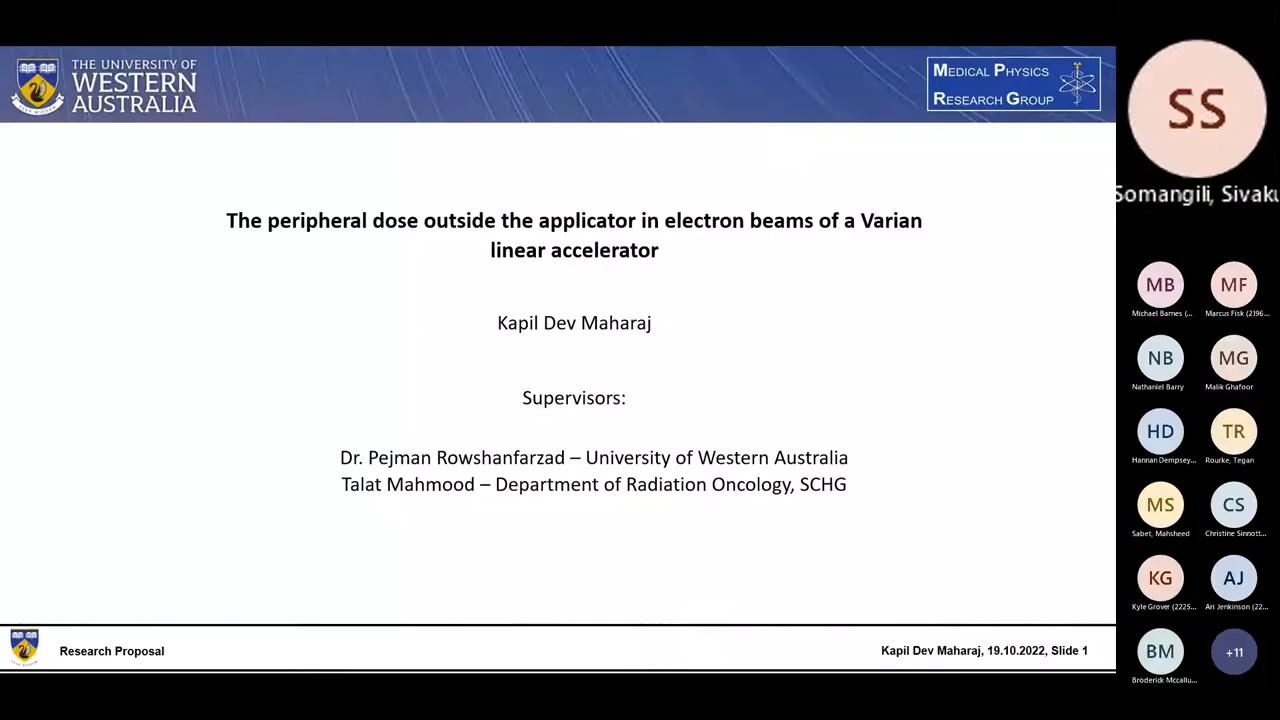 THE UNIVERSITY OF
WESTERN
AUSTRALIA
MEDICAL PHYSICS
RESEARCH GROUP
The peripheral dose outside the applicator in electron beams of a Varian
linear accelerator
Kapil Dev Maharaj
Supervisors:
Dr. Pejman Rowshanfarzad – University of Western Australia
Talat Mahmood – Department of Radiation Oncology, SCHG
Research Proposal
Kapil Dev Maharaj, 19.10.2022, Slide 1
SS
Somangili, Sivaku
MB MF
Michael Barnes (... Marcus Fisk (2196...
NB MG
Nathaniel Barry Malik Ghafoor
HD TR
Hannan Dempsey... Rourke, Tegan
MS CS
Sabet, Mahsheed Christine Sinnott...
KG AJ
Kyle Grover (2225... Ari Jenkinson (22...
BM +11
Broderick Mccallu...